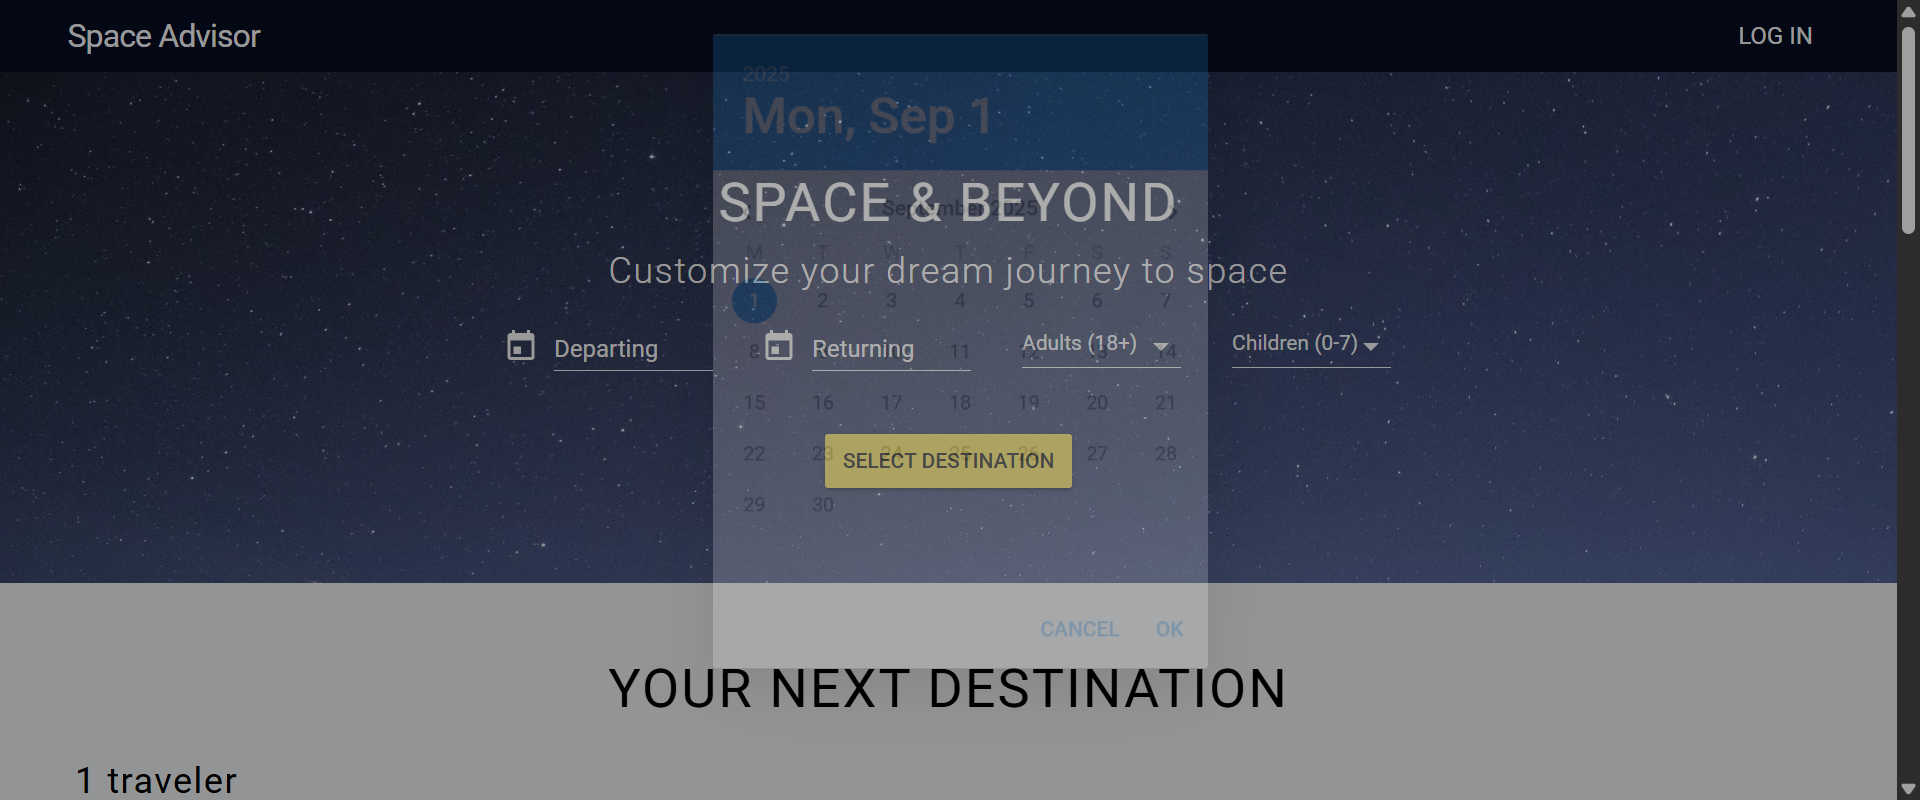 Space Advisor
LOG IN
2025
Mon, Sep 1
SPACE & BEYOND
September 2025
M T W T F S S
Customize your dream journey to space
1 2 3 4 5 6 7
Departing
Returning
Adults (18+)
Children (0-7)
8 11 12 13 14
15 16 17 18 19 20 21
22 23 24 25 26 27 28
SELECT DESTINATION
29 30
CANCEL OK
YOUR NEXT DESTINATION
1 traveler